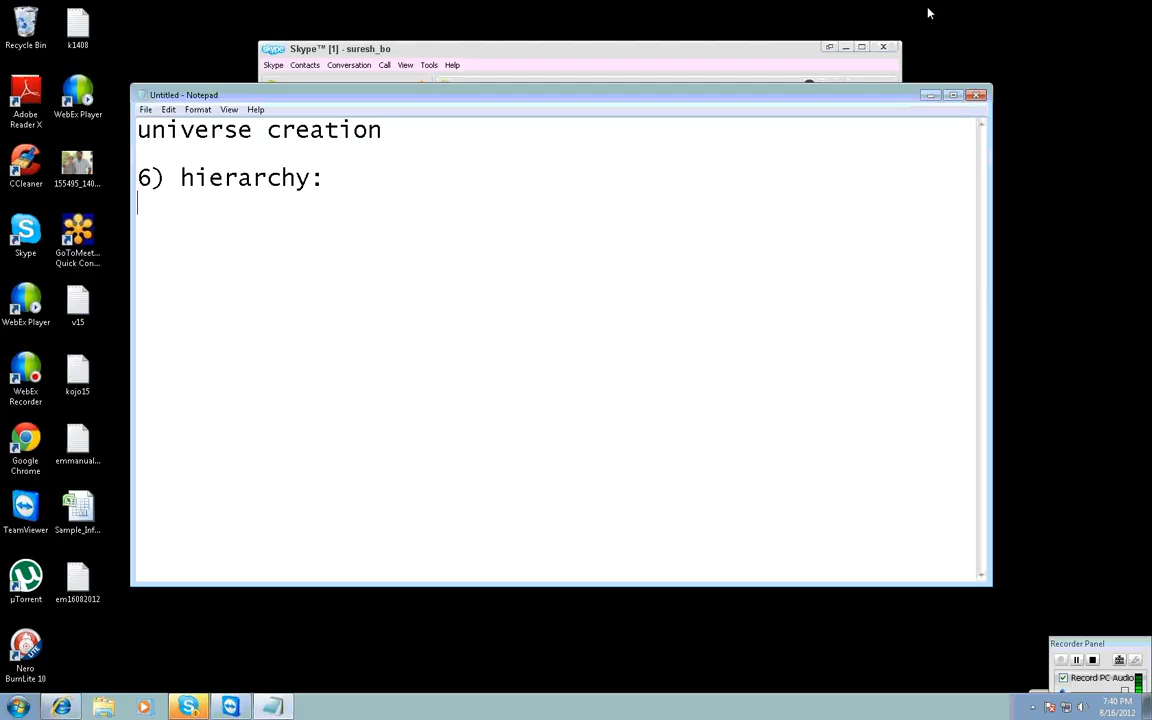 Recycle Bin
k1408
Adobe
Reader X
WebEx Player
CCleaner
155495_140...
Skype
GoToMeet...
Quick Con...
WebEx Player
v15
WebEx
Recorder
kojo15
Google
Chrome
emmanual...
TeamViewer
Sample_Inf...
µTorrent
em16082012
Nero
BurnLite 10
Skype™ [1] - suresh_bo
Skype Contacts Conversation Call View Tools Help
Untitled - Notepad
File Edit Format View Help
universe creation
6) hierarchy:
Recorder Panel
Record PC Audio
7:40 PM
8/16/2012